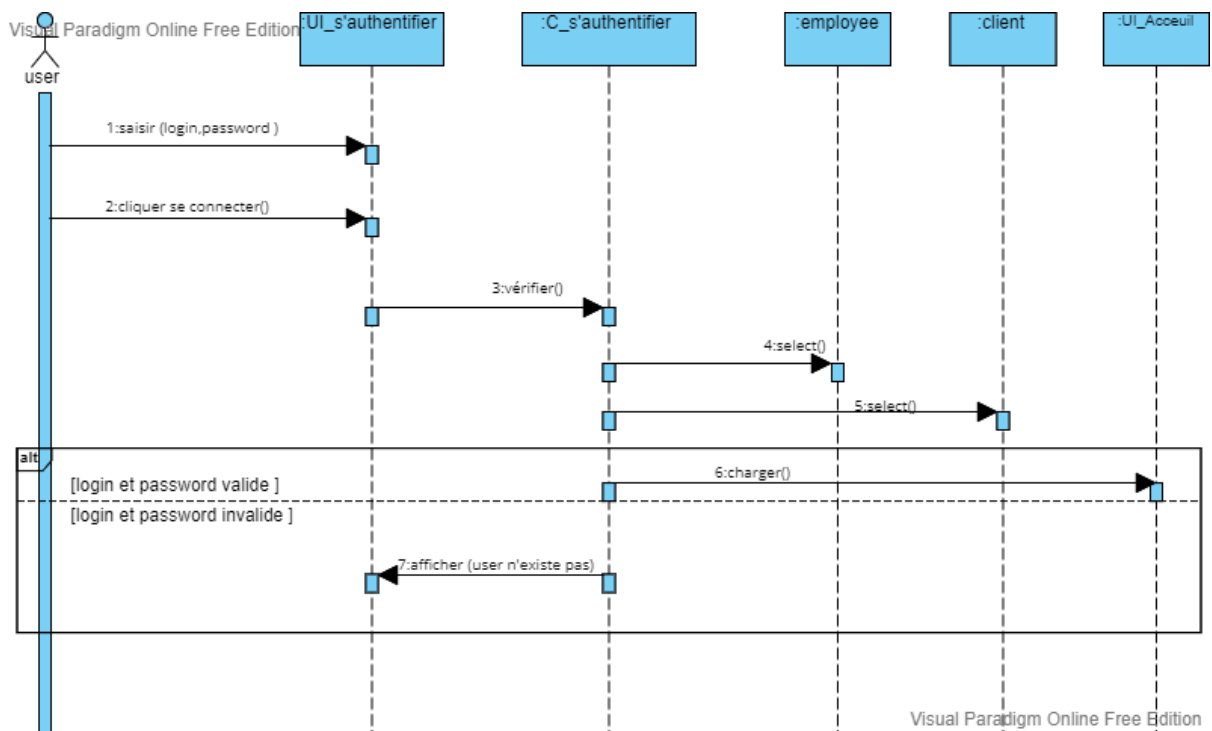 Visual Paradigm Online Free Edition
:UI_s'authentifier
:C_s'authentifier
:employee
:client
:UI_Acceuil
user
1:saisir (login,password )
2:cliquer se connecter()
3:vérifier()
4:select()
5:select()
alt
6:charger()
[login et password valide ]
[login et password invalide ]
7:afficher (user n'existe pas)
Visual Paradigm Online Free Edition